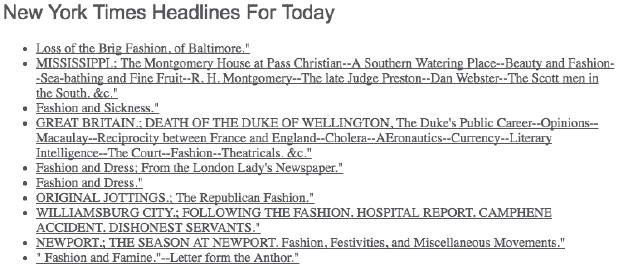 New York Times Headlines For Today
Loss of the Brig Fashion, of Baltimore."
MISSISSIPPI.; The Montgomery House at Pass Christian--A Southern Watering Place--Beauty and Fashion-
-Sea-bathing and Fine Fruit--R. H. Montgomery--The late Judge Preston--Dan Webster--The Scott men in
the South, &c."
Fashion and Sickness."
GREAT BRITAIN.; DEATH OF THE DUKE OF WELLINGTON, The Duke's Public Career--Opinions--
Macaulay--Reciprocity between France and England--Cholera--AEronautics--Currency--Literary
Intelligence--The Court--Fashion--Theatricals, &c."
Fashion and Dress; From the London Lady's Newspaper."
Fashion and Dress."
ORIGINAL JOTTINGS.; The Republican Fashion."
WILLIAMSBURG CITY.; FOLLOWING THE FASHION. HOSPITAL REPORT. CAMPHENE
ACCIDENT. DISHONEST SERVANTS."
NEWPORT.; THE SEASON AT NEWPORT. Fashion, Festivities, and Miscellaneous Movements."
" Fashion and Famine."--Letter form the Anthor."